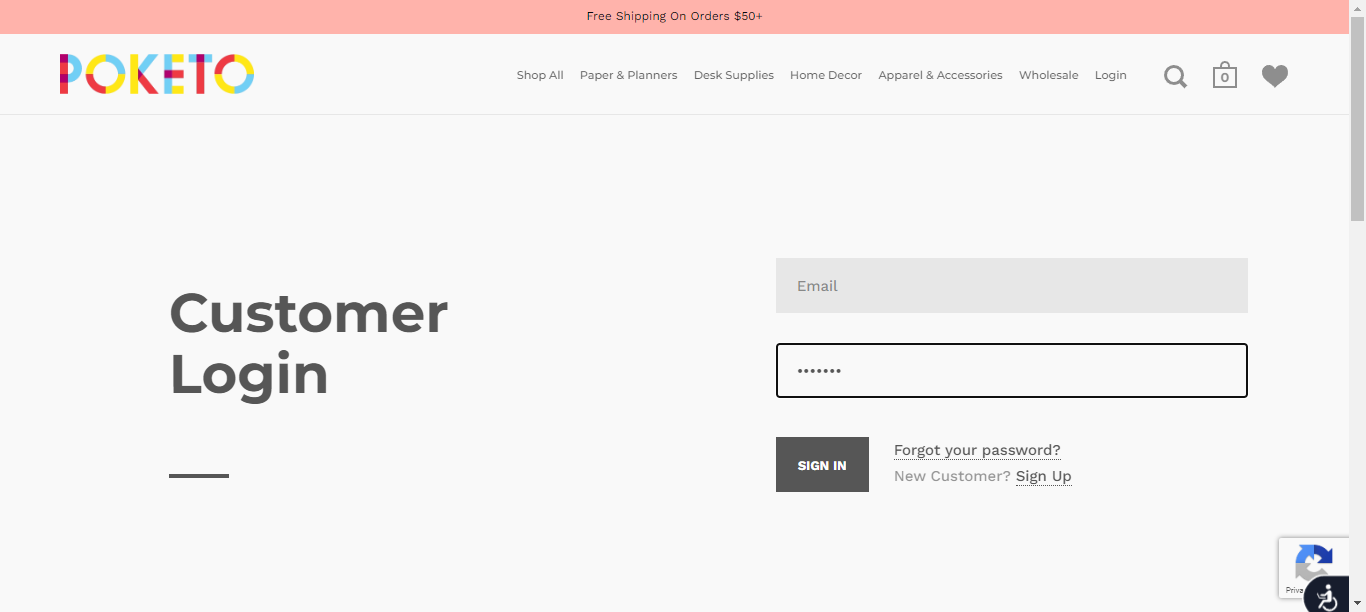 Free Shipping On Orders $50+
POKETO
Shop All Paper & Planners Desk Supplies Home Decor Apparel & Accessories Wholesale Login
0
Email
•••••••
Customer
Login
SIGN IN
Forgot your password?
New Customer? Sign Up